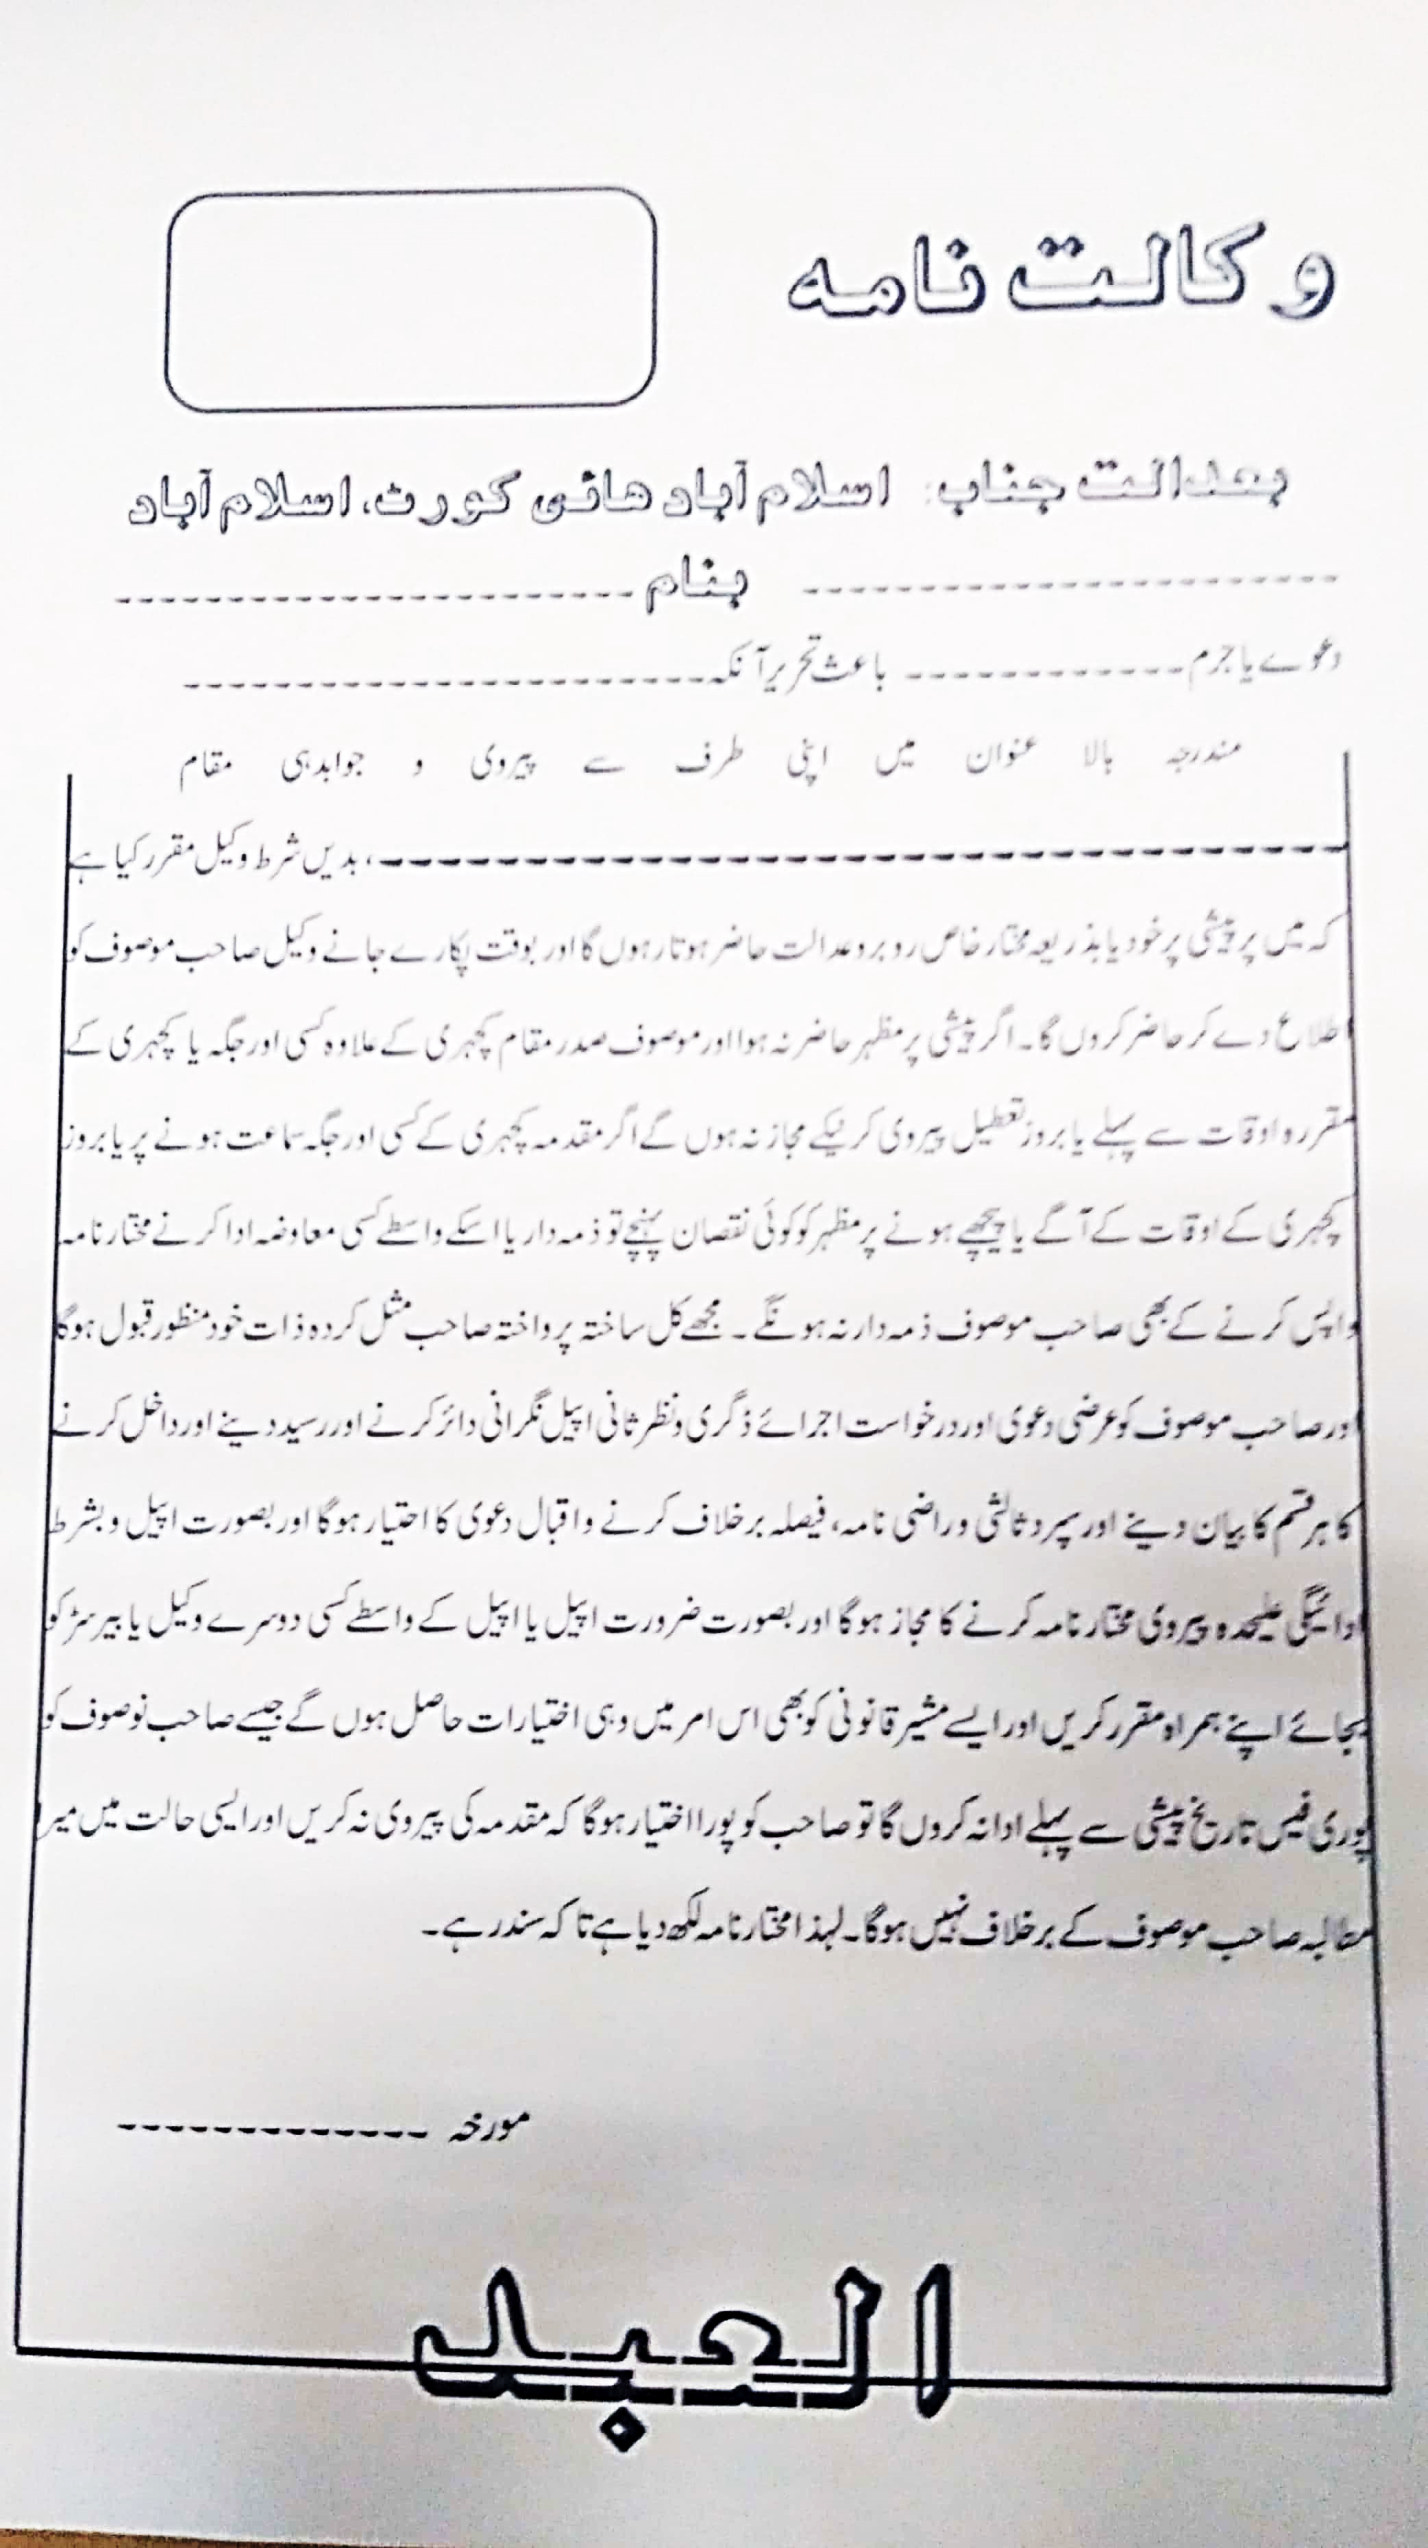 وکالت نامہ
بعدالت جناب: اسلام آباد ہائی کورٹ، اسلام آباد
---------------------- بنام ----------------------
دعوے یا جرم ------------ باعث تحریر آنکہ ----------------------
مندرجہ بالا عنوان میں اپنی طرف سے پیروی و جوابدہی مقام
------------------------------، بدیں شرط وکیل مقرر کیا ہے
کہ میں پر پیشی پر خود یا بذریعہ مختار خاص روبرو عدالت حاضر ہوتا رہوں گا اور بوقت پکارے جانے وکیل صاحب موصوف کو
اطلاع دے کر حاضر کروں گا۔ اگر پیشی پر مظہر حاضر نہ ہوا اور موصوف صدر مقام کچہری کے علاوہ کسی اور جگہ یا کچہری کے
مقررہ اوقات سے پہلے یا بروز تعطیل پیروی کرنیکے مجاز نہ ہوں گے اگر مقدمہ کچہری کے کسی اور جگہ سماعت ہونے پر یا بروز
کچہری کے اوقات کے آگے یا پیچھے ہونے پر مظہر کو کوئی نقصان پہنچے تو ذمہ دار یا اسکے واسطے کسی معاوضہ ادا کرنے مختار نامہ
واپس کرنے کے بھی صاحب موصوف ذمہ دار نہ ہونگے۔ مجھے کل ساختہ پرواختہ صاحب مثل کردہ ذات خود منظور قبول ہوگا
اور صاحب موصوف کو عرضی دعوی اور درخواست اجرائے ڈگری و نظر ثانی اپیل نگرانی دائر کرنے اور رسید دینے اور داخل کرنے
کا ہر قسم کا بیان دینے اور سپرد ثالثی و راضی نامہ، فیصلہ برخلاف کرنے و اقبال دعوی کا اختیار ہوگا اور بصورت اپیل و بشرط
ادائیگی علیحدہ پیروی مختار نامہ کرنے کا مجاز ہوگا اور بصورت ضرورت اپیل یا اپیل کے واسطے کسی دوسرے وکیل یا بیرسٹر کو
بجائے اپنے ہمراہ مقرر کریں اور ایسے مشیر قانونی کو بھی اس امر میں وہی اختیارات حاصل ہوں گے جیسے صاحب نوصوف کو
پوری فیس تاریخ پیشی سے پہلے ادا نہ کروں گا تو صاحب کو پورا اختیار ہوگا کہ مقدمہ کی پیروی نہ کریں اور ایسی حالت میں میرا
مطالبہ صاحب موصوف کے برخلاف نہیں ہوگا۔ لہذا مختار نامہ لکھ دیا ہے تا کہ سند رہے۔
مورخہ -------------
العبد